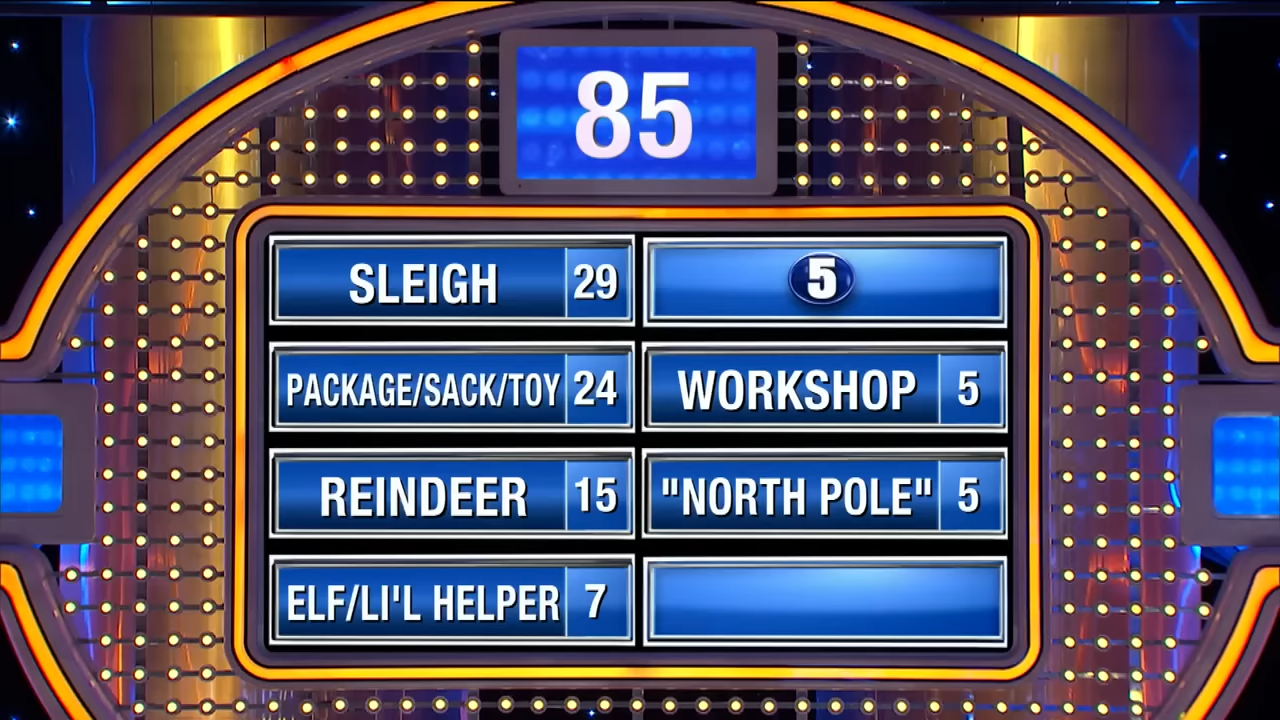 85
SLEIGH 29
PACKAGE/SACK/TOY 24
REINDEER 15
ELF/LI'L HELPER 7
5
WORKSHOP 5
"NORTH POLE" 5